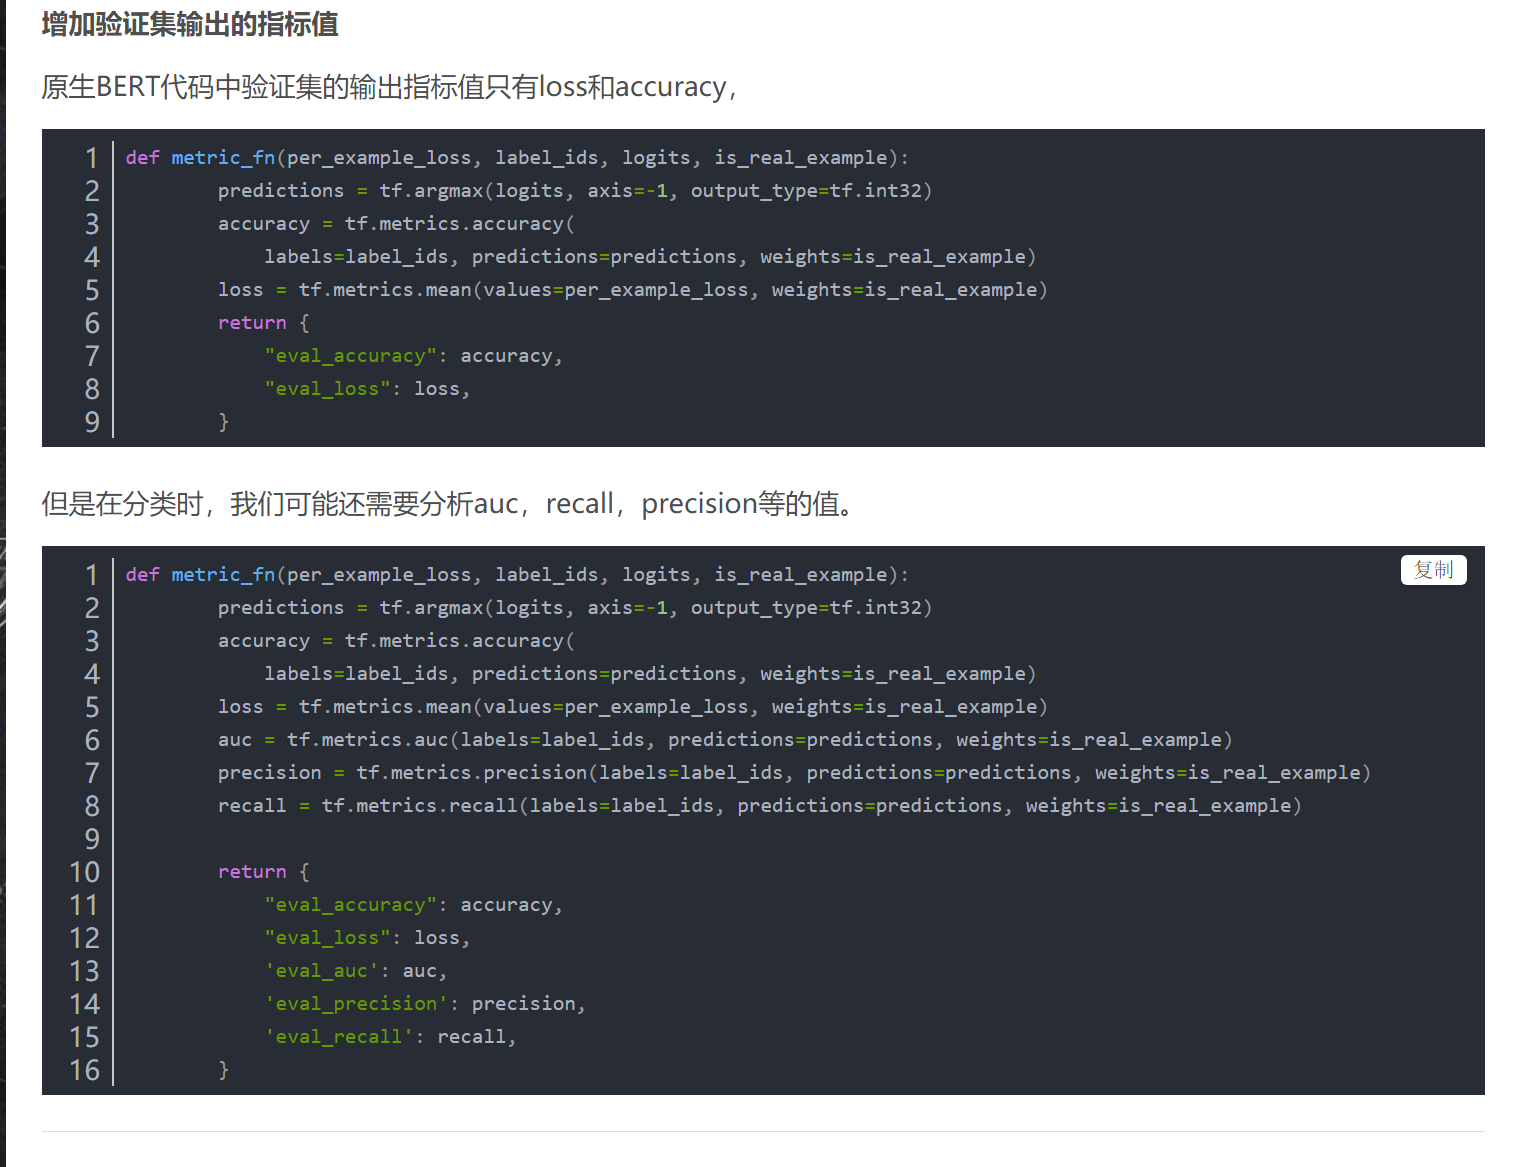 增加验证集输出的指标值
原生BERT代码中验证集的输出指标值只有loss和accuracy，
1 def metric_fn(per_example_loss, label_ids, logits, is_real_example):
2         predictions = tf.argmax(logits, axis=-1, output_type=tf.int32)
3         accuracy = tf.metrics.accuracy(
4             labels=label_ids, predictions=predictions, weights=is_real_example)
5         loss = tf.metrics.mean(values=per_example_loss, weights=is_real_example)
6         return {
7             "eval_accuracy": accuracy,
8             "eval_loss": loss,
9         }
但是在分类时，我们可能还需要分析auc，recall，precision等的值。
复制
1 def metric_fn(per_example_loss, label_ids, logits, is_real_example):
2         predictions = tf.argmax(logits, axis=-1, output_type=tf.int32)
3         accuracy = tf.metrics.accuracy(
4             labels=label_ids, predictions=predictions, weights=is_real_example)
5         loss = tf.metrics.mean(values=per_example_loss, weights=is_real_example)
6         auc = tf.metrics.auc(labels=label_ids, predictions=predictions, weights=is_real_example)
7         precision = tf.metrics.precision(labels=label_ids, predictions=predictions, weights=is_real_example)
8         recall = tf.metrics.recall(labels=label_ids, predictions=predictions, weights=is_real_example)
9
10         return {
11             "eval_accuracy": accuracy,
12             "eval_loss": loss,
13             'eval_auc': auc,
14             'eval_precision': precision,
15             'eval_recall': recall,
16         }